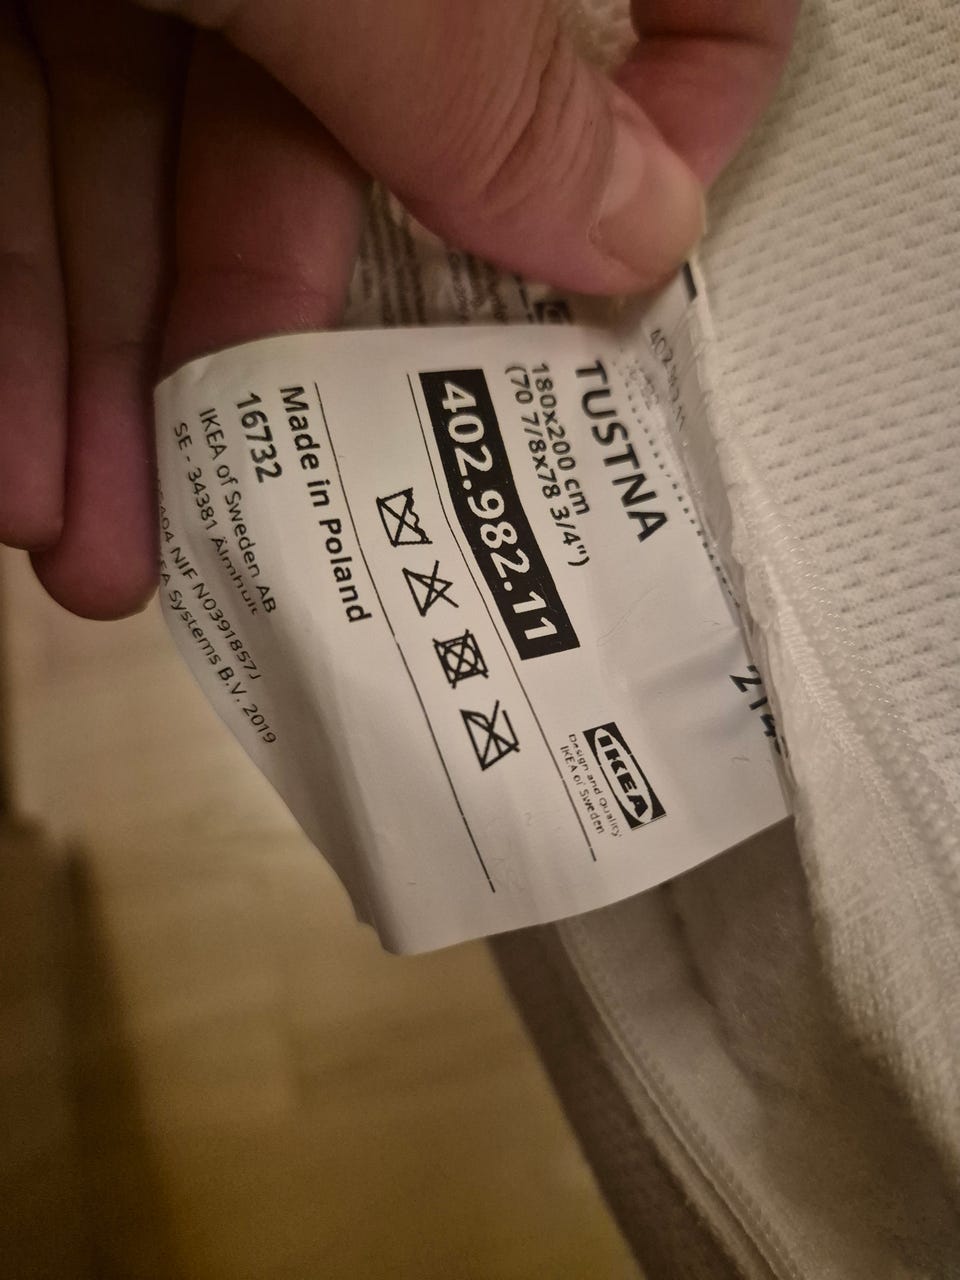 TUSTNA
180x200 cm
(70 7/8x78 3/4")
IKEA
Design and Quality
IKEA of Sweden
402.982.11
Made in Poland
16732
IKEA of Sweden AB
SE - 34381 Älmhult
NIF N0391857J
Systems B.V. 2019